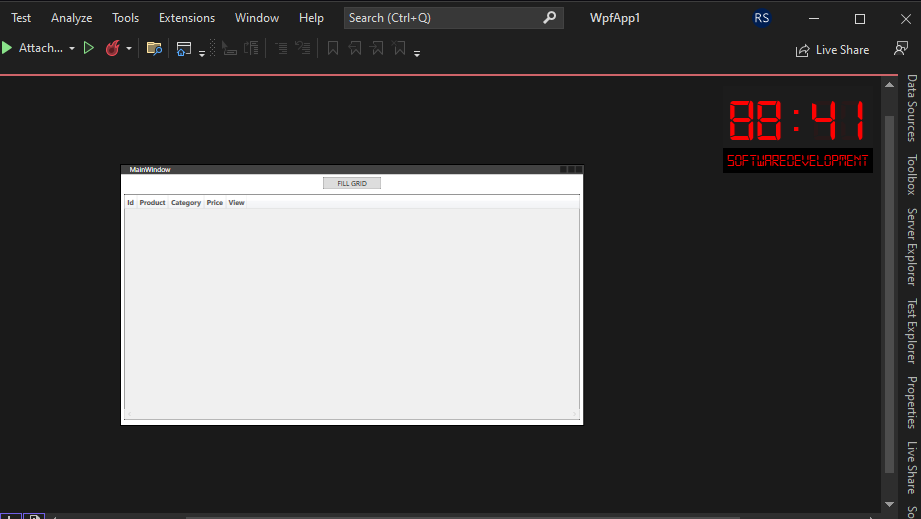 Test Analyze Tools Extensions Window Help Search (Ctrl+Q) WpfApp1 RS
Attach... Live Share
88:41
SOFTWAREDEVELOPMENT
MainWindow
FILL GRID
Id Product Category Price View
Data Sources
Toolbox
Server Explorer
Test Explorer
Properties
Live Share
So